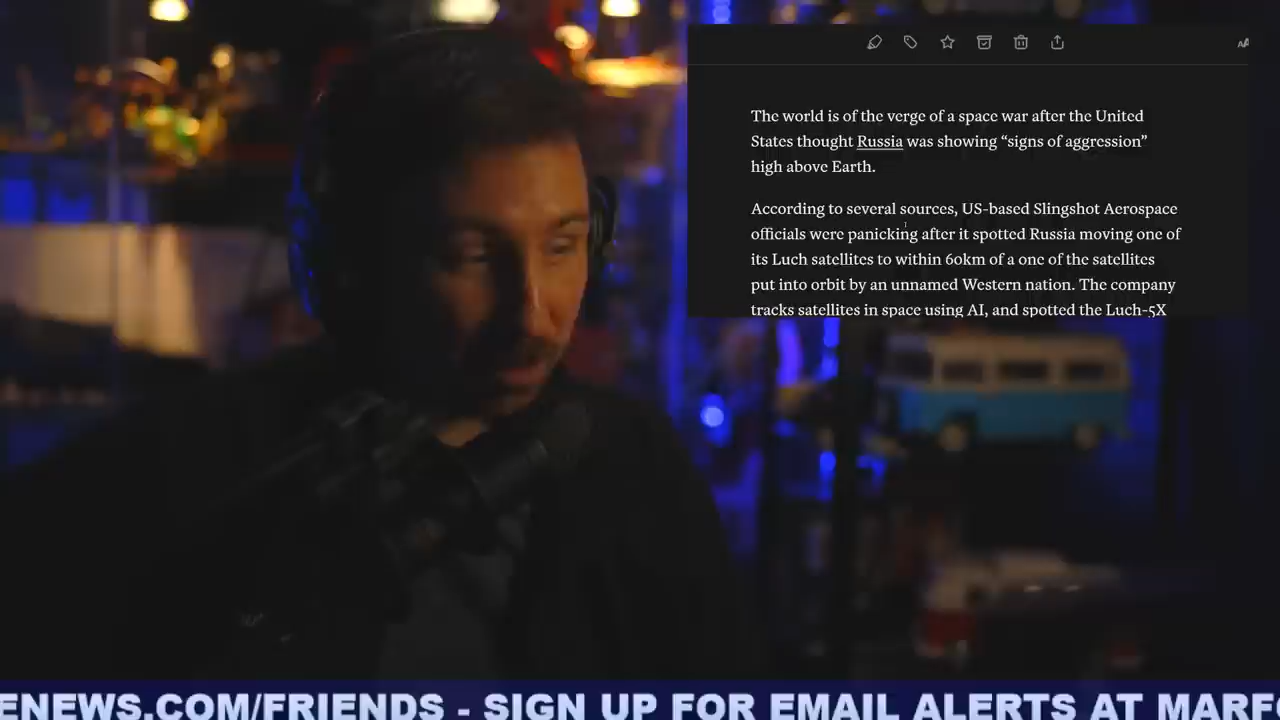 The world is of the verge of a space war after the United
States thought Russia was showing “signs of aggression”
high above Earth.
According to several sources, US-based Slingshot Aerospace
officials were panicking after it spotted Russia moving one of
its Luch satellites to within 60km of a one of the satellites
put into orbit by an unnamed Western nation. The company
tracks satellites in space using AI, and spotted the Luch-5X
ENEWS.COM/FRIENDS - SIGN UP FOR EMAIL ALERTS AT MARF